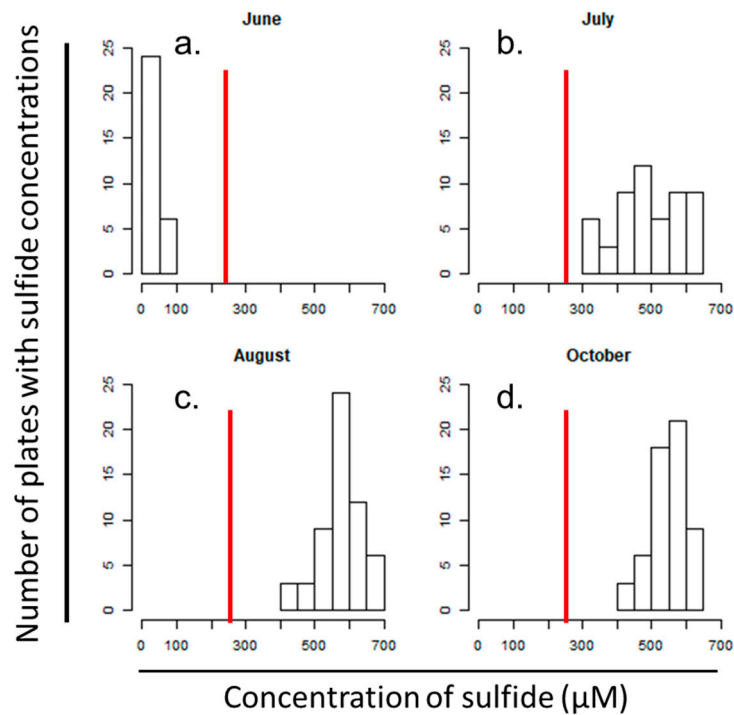 Number of plates with sulfide concentrations
June
a.
25
20
15
10
5
0
0 100 300 500 700
July
b.
25
20
15
10
5
0
0 100 300 500 700
August
c.
25
20
15
10
5
0
0 100 300 500 700
October
d.
25
20
15
10
5
0
0 100 300 500 700
Concentration of sulfide (μM)